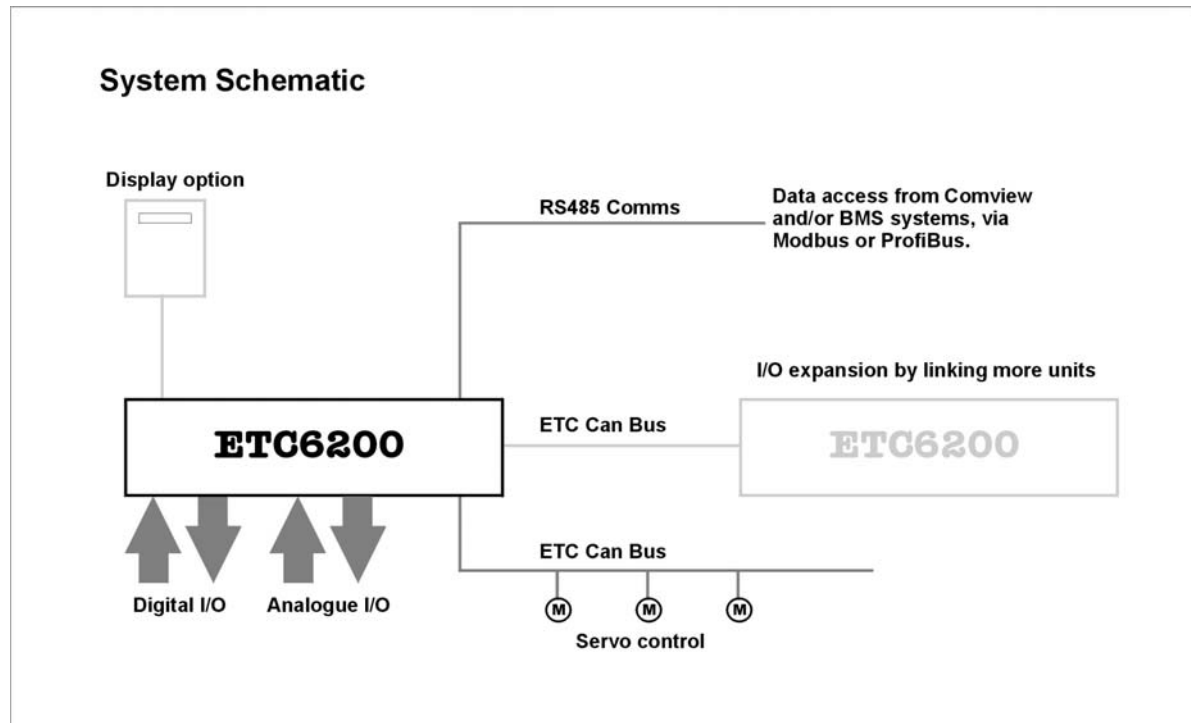 System Schematic
Display option
RS485 Comms
Data access from Comview
and/or BMS systems, via
Modbus or ProfiBus.
I/O expansion by linking more units
ETC6200
ETC Can Bus
ETC6200
ETC Can Bus
Digital I/O
Analogue I/O
M
M
M
Servo control